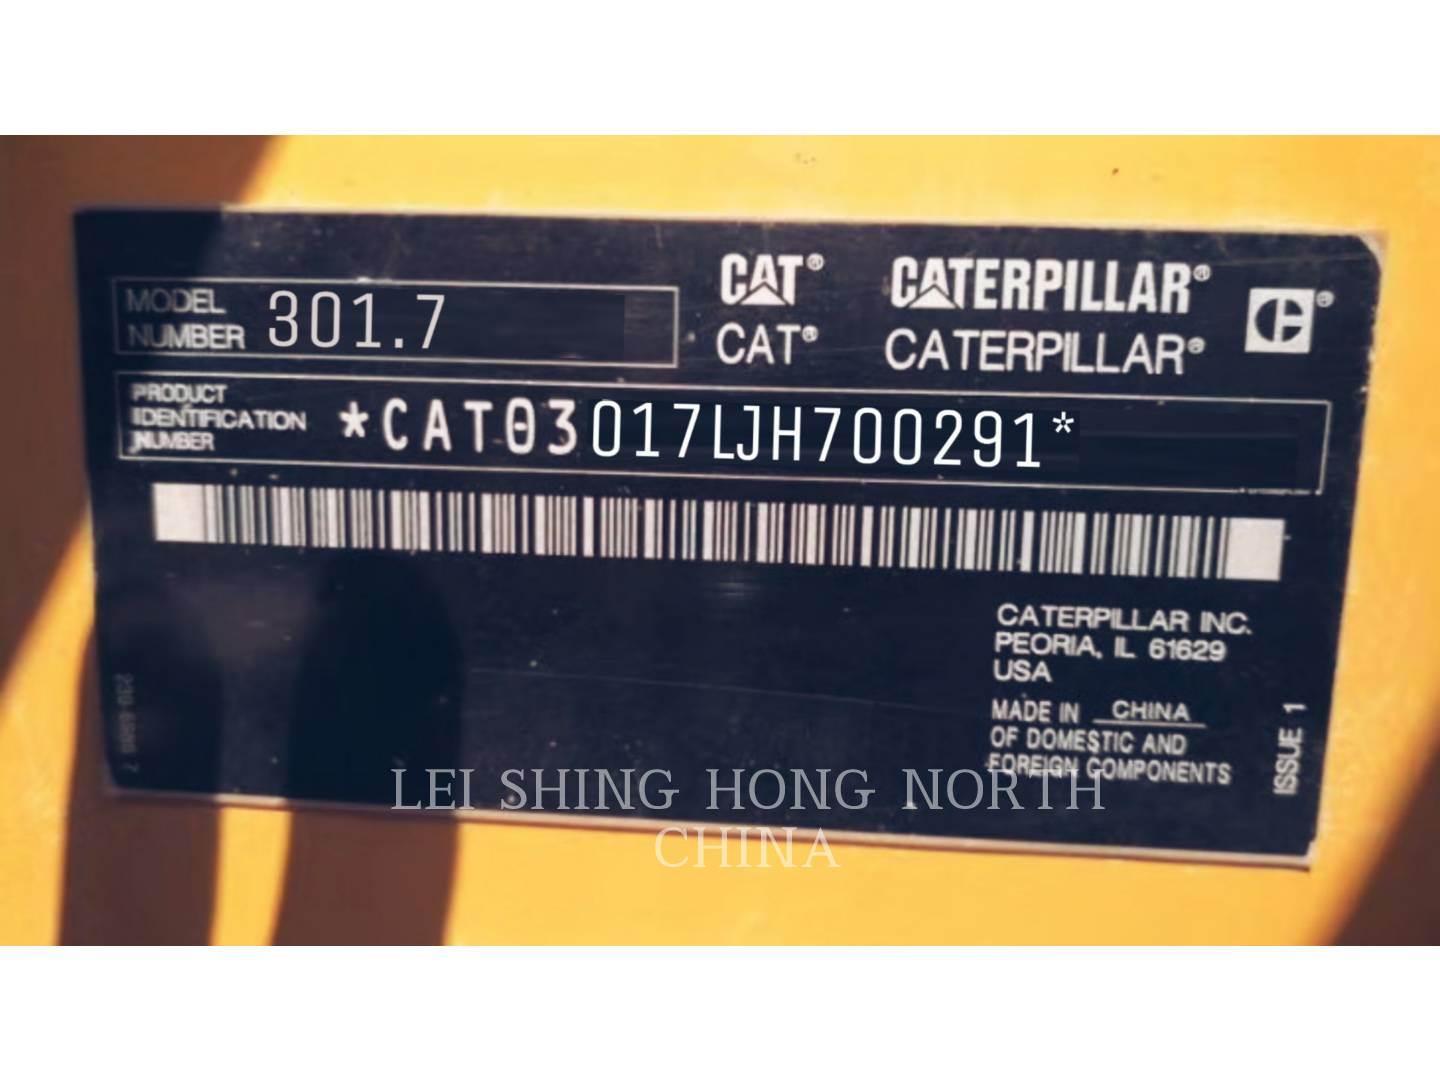 CAT® CATERPILLAR®
MODEL
NUMBER 301.7
CAT® CATERPILLAR®
PRODUCT
IDENTIFICATION
NUMBER
*CAT03017LJH700291*
CATERPILLAR INC.
PEORIA, IL 61629
USA
MADE IN CHINA
OF DOMESTIC AND
FOREIGN COMPONENTS
ISSUE 1
LEI SHING HONG NORTH
CHINA